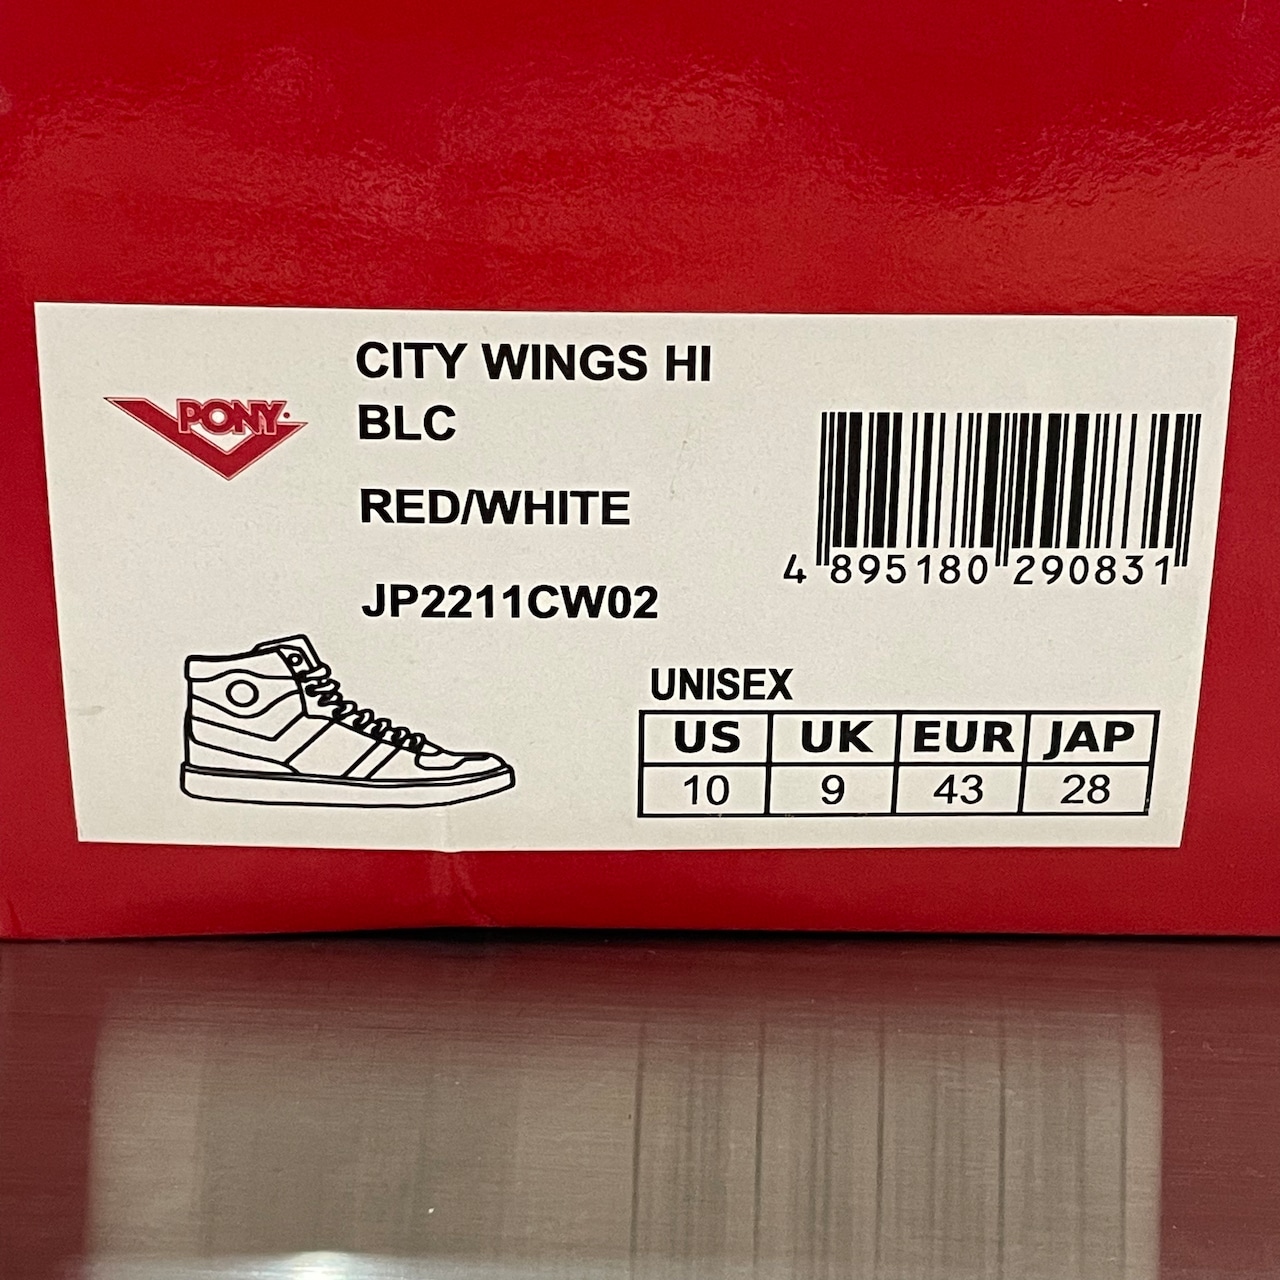 PONY
CITY WINGS HI
BLC
RED/WHITE
JP2211CW02
4 895180 290831
UNISEX
US UK EUR JAP
10 9 43 28